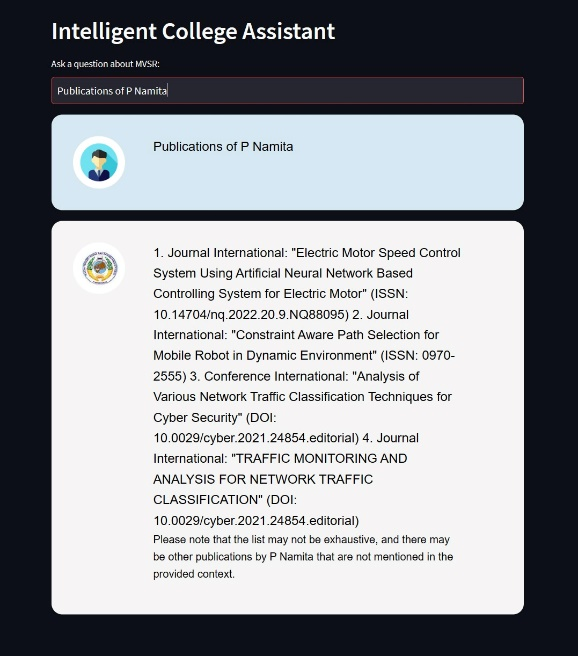 Intelligent College Assistant
Ask a question about MVSR:
Publications of P Namita
Publications of P Namita
1. Journal International: "Electric Motor Speed Control
System Using Artificial Neural Network Based
Controlling System for Electric Motor" (ISSN:
10.14704/nq.2022.20.9.NQ88095) 2. Journal
International: "Constraint Aware Path Selection for
Mobile Robot in Dynamic Environment" (ISSN: 0970-
2555) 3. Conference International: "Analysis of
Various Network Traffic Classification Techniques for
Cyber Security" (DOI:
10.0029/cyber.2021.24854.editorial) 4. Journal
International: "TRAFFIC MONITORING AND
ANALYSIS FOR NETWORK TRAFFIC
CLASSIFICATION" (DOI:
10.0029/cyber.2021.24854.editorial)
Please note that the list may not be exhaustive, and there may
be other publications by P Namita that are not mentioned in the
provided context.